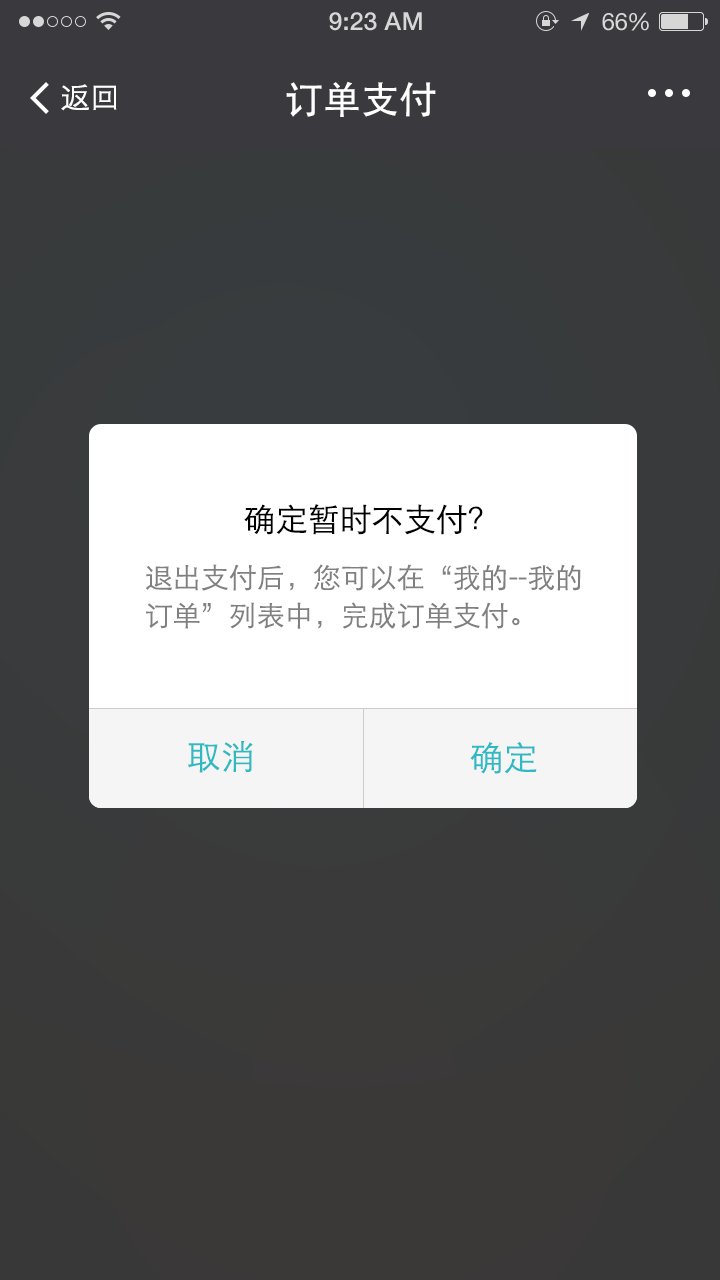 9:23 AM
66%
返回
订单支付
确定暂时不支付?
退出支付后，您可以在“我的--我的
订单”列表中，完成订单支付。
取消
确定